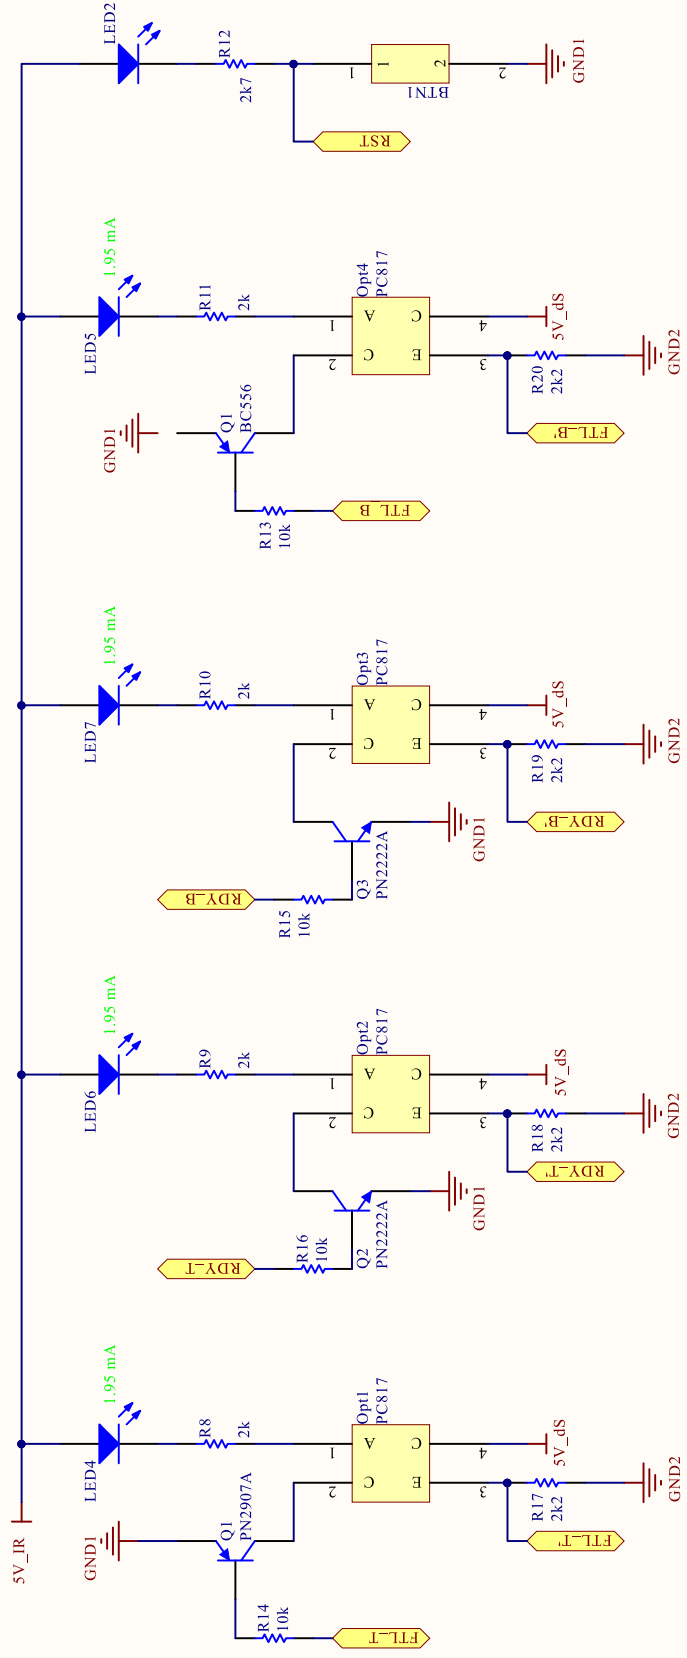 LED2
R12
2k7
1
1
2
2
BTN1
GND1
RST
1.95 mA
LED5
R11
2k
Opt4
PC817
1
A
C
4
5V_dS
2
C
E
3
R20
2k2
GND2
FTL_B'
GND1
Q1
BC556
R13
10k
FTL_B
1.95 mA
LED7
R10
2k
Opt3
PC817
1
A
C
4
5V_dS
2
C
E
3
R19
2k2
GND2
RDY_B'
GND1
Q3
PN2222A
RDY_B
R15
10k
1.95 mA
LED6
R9
2k
Opt2
PC817
1
A
C
4
5V_dS
2
C
E
3
R18
2k2
GND2
RDY_T'
GND1
Q2
PN2222A
RDY_T
R16
10k
1.95 mA
LED4
R8
2k
Opt1
PC817
1
A
C
4
5V_dS
2
C
E
3
R17
2k2
GND2
FTL_T'
5V_IR
GND1
Q1
PN2907A
R14
10k
FTL_T